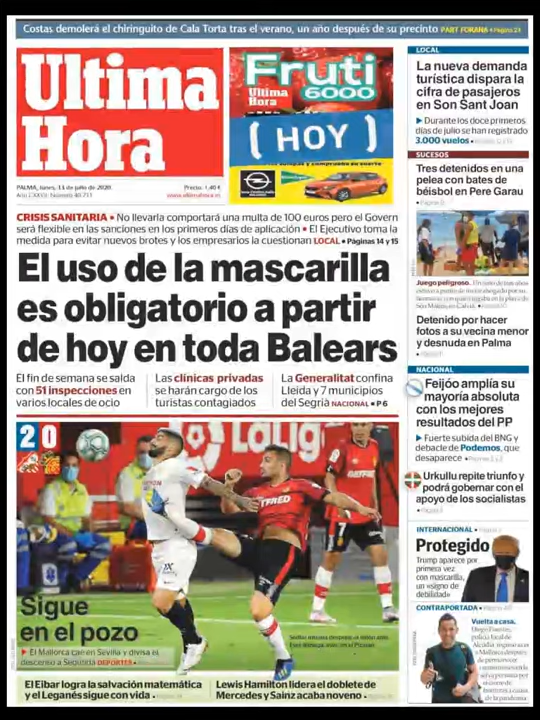 Costas demolerá el chiringuito de Cala Torta tras el verano, un año después de su precinto PART FORANA • Página 21
Ultima
Hora
PALMA, lunes, 13 de julio de 2020
Precio: 1,40 €
Fruti
Ultima
Hora
6000
(HOY)
CRISIS SANITARIA • No llevarla comportará una multa de 100 euros pero el Govern
será flexible en las sanciones en los primeros días de aplicación • El Ejecutivo toma la
medida para evitar nuevos brotes y los empresarios la cuestionan LOCAL • Páginas 14 y 15
El uso de la mascarilla
es obligatorio a partir
de hoy en toda Balears
El fin de semana se salda
con 51 inspecciones en
varios locales de ocio
Las clínicas privadas
se harán cargo de los
turistas contagiados
La Generalitat confina
Lleida y 7 municipios
del Segrià NACIONAL • P 6
2 0
LaLiga
BETFRED
Sigue
en el pozo
El Mallorca cae en Sevilla y divisa el
descenso a Segunda DEPORTES
El Eibar logra la salvación matemática
y el Leganés sigue con vida
Lewis Hamilton lidera el doblete de
Mercedes y Sainz acaba noveno
LOCAL
La nueva demanda
turística dispara la
cifra de pasajeros
en Son Sant Joan
Durante los doce primeros
días de julio se han registrado
3.000 vuelos
SUCESOS
Tres detenidos en una
pelea con bates de
béisbol en Pere Garau
Juego peligroso.
Detenido por hacer
fotos a su vecina menor
y desnuda en Palma
NACIONAL
Feijóo amplía su
mayoría absoluta
con los mejores
resultados del PP
Fuerte subida del BNG y
debacle de Podemos, que
desaparece
Urkullu repite triunfo y
podrá gobernar con el
apoyo de los socialistas
INTERNACIONAL
Protegido
Trump aparece por
primera vez
con mascarilla,
un «signo de
debilidad»
CONTRAPORTADA
Vuelta a casa.